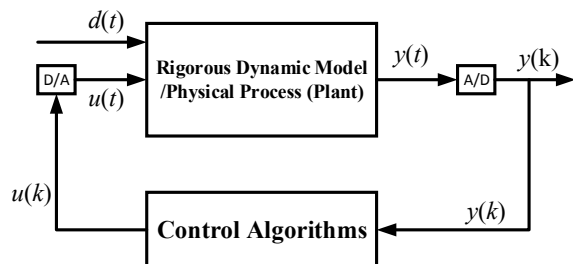 d(t)
D/A
u(t)
Rigorous Dynamic Model
/Physical Process (Plant)
y(t)
A/D
y(k)
u(k)
Control Algorithms
y(k)